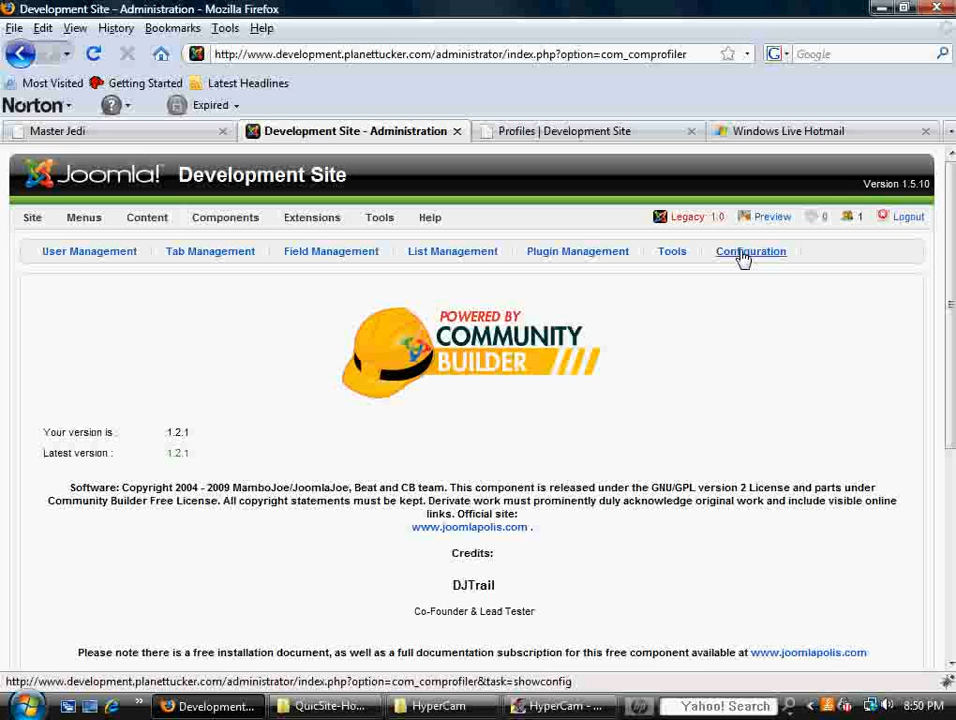 Development Site - Administration - Mozilla Firefox
File Edit View History Bookmarks Tools Help
http://www.development.planettucker.com/administrator/index.php?option=com_comprofiler
Google
Most Visited Getting Started Latest Headlines
Norton Expired
Master Jedi Development Site - Administration Profiles | Development Site Windows Live Hotmail
Joomla! Development Site
Version 1.5.10
Site Menus Content Components Extensions Tools Help Legacy 1.0 Preview 0 1 Logout
User Management Tab Management Field Management List Management Plugin Management Tools Configuration
POWERED BY
COMMUNITY
BUILDER
Your version is : 1.2.1
Latest version : 1.2.1
Software: Copyright 2004 - 2009 MamboJoe/JoomlaJoe, Beat and CB team. This component is released under the GNU/GPL version 2 License and parts under
Community Builder Free License. All copyright statements must be kept. Derivate work must prominently duly acknowledge original work and include visible online
links. Official site:
www.joomlapolis.com .
Credits:
DJTrail
Co-Founder & Lead Tester
Please note there is a free installation document, as well as a full documentation subscription for this free component available at www.joomlapolis.com
http://www.development.planettucker.com/administrator/index.php?option=com_comprofiler&task=showconfig
Development... QuicSite-Ho... HyperCam HyperCam - ... Yahoo! Search 8:50 PM